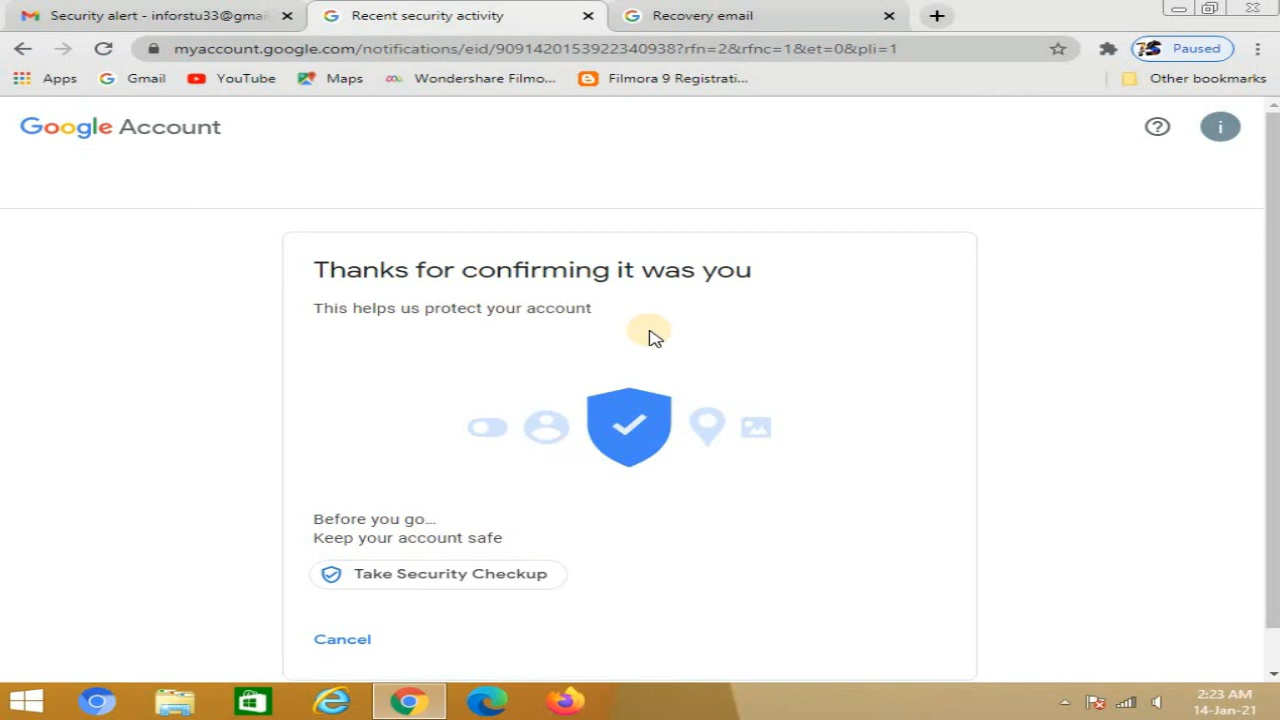 Security alert - inforstu33@gmai
Recent security activity
Recovery email
myaccount.google.com/notifications/eid/9091420153922340938?rfn=2&rfnc=1&et=0&pli=1
Paused
Apps
Gmail
YouTube
Maps
Wondershare Filmo...
Filmora 9 Registrati...
Other bookmarks
Google Account
i
Thanks for confirming it was you
This helps us protect your account
Before you go...
Keep your account safe
Take Security Checkup
Cancel
2:23 AM
14-Jan-21